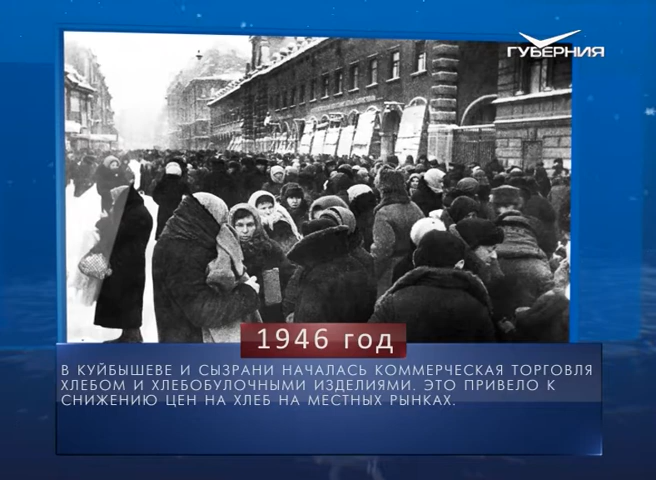 ГУБЕРНИЯ
1946 год
В КУЙБЫШЕВЕ И СЫЗРАНИ НАЧАЛАСЬ КОММЕРЧЕСКАЯ ТОРГОВЛЯ
ХЛЕБОМ И ХЛЕБОБУЛОЧНЫМИ ИЗДЕЛИЯМИ. ЭТО ПРИВЕЛО К
СНИЖЕНИЮ ЦЕН НА ХЛЕБ НА МЕСТНЫХ РЫНКАХ.